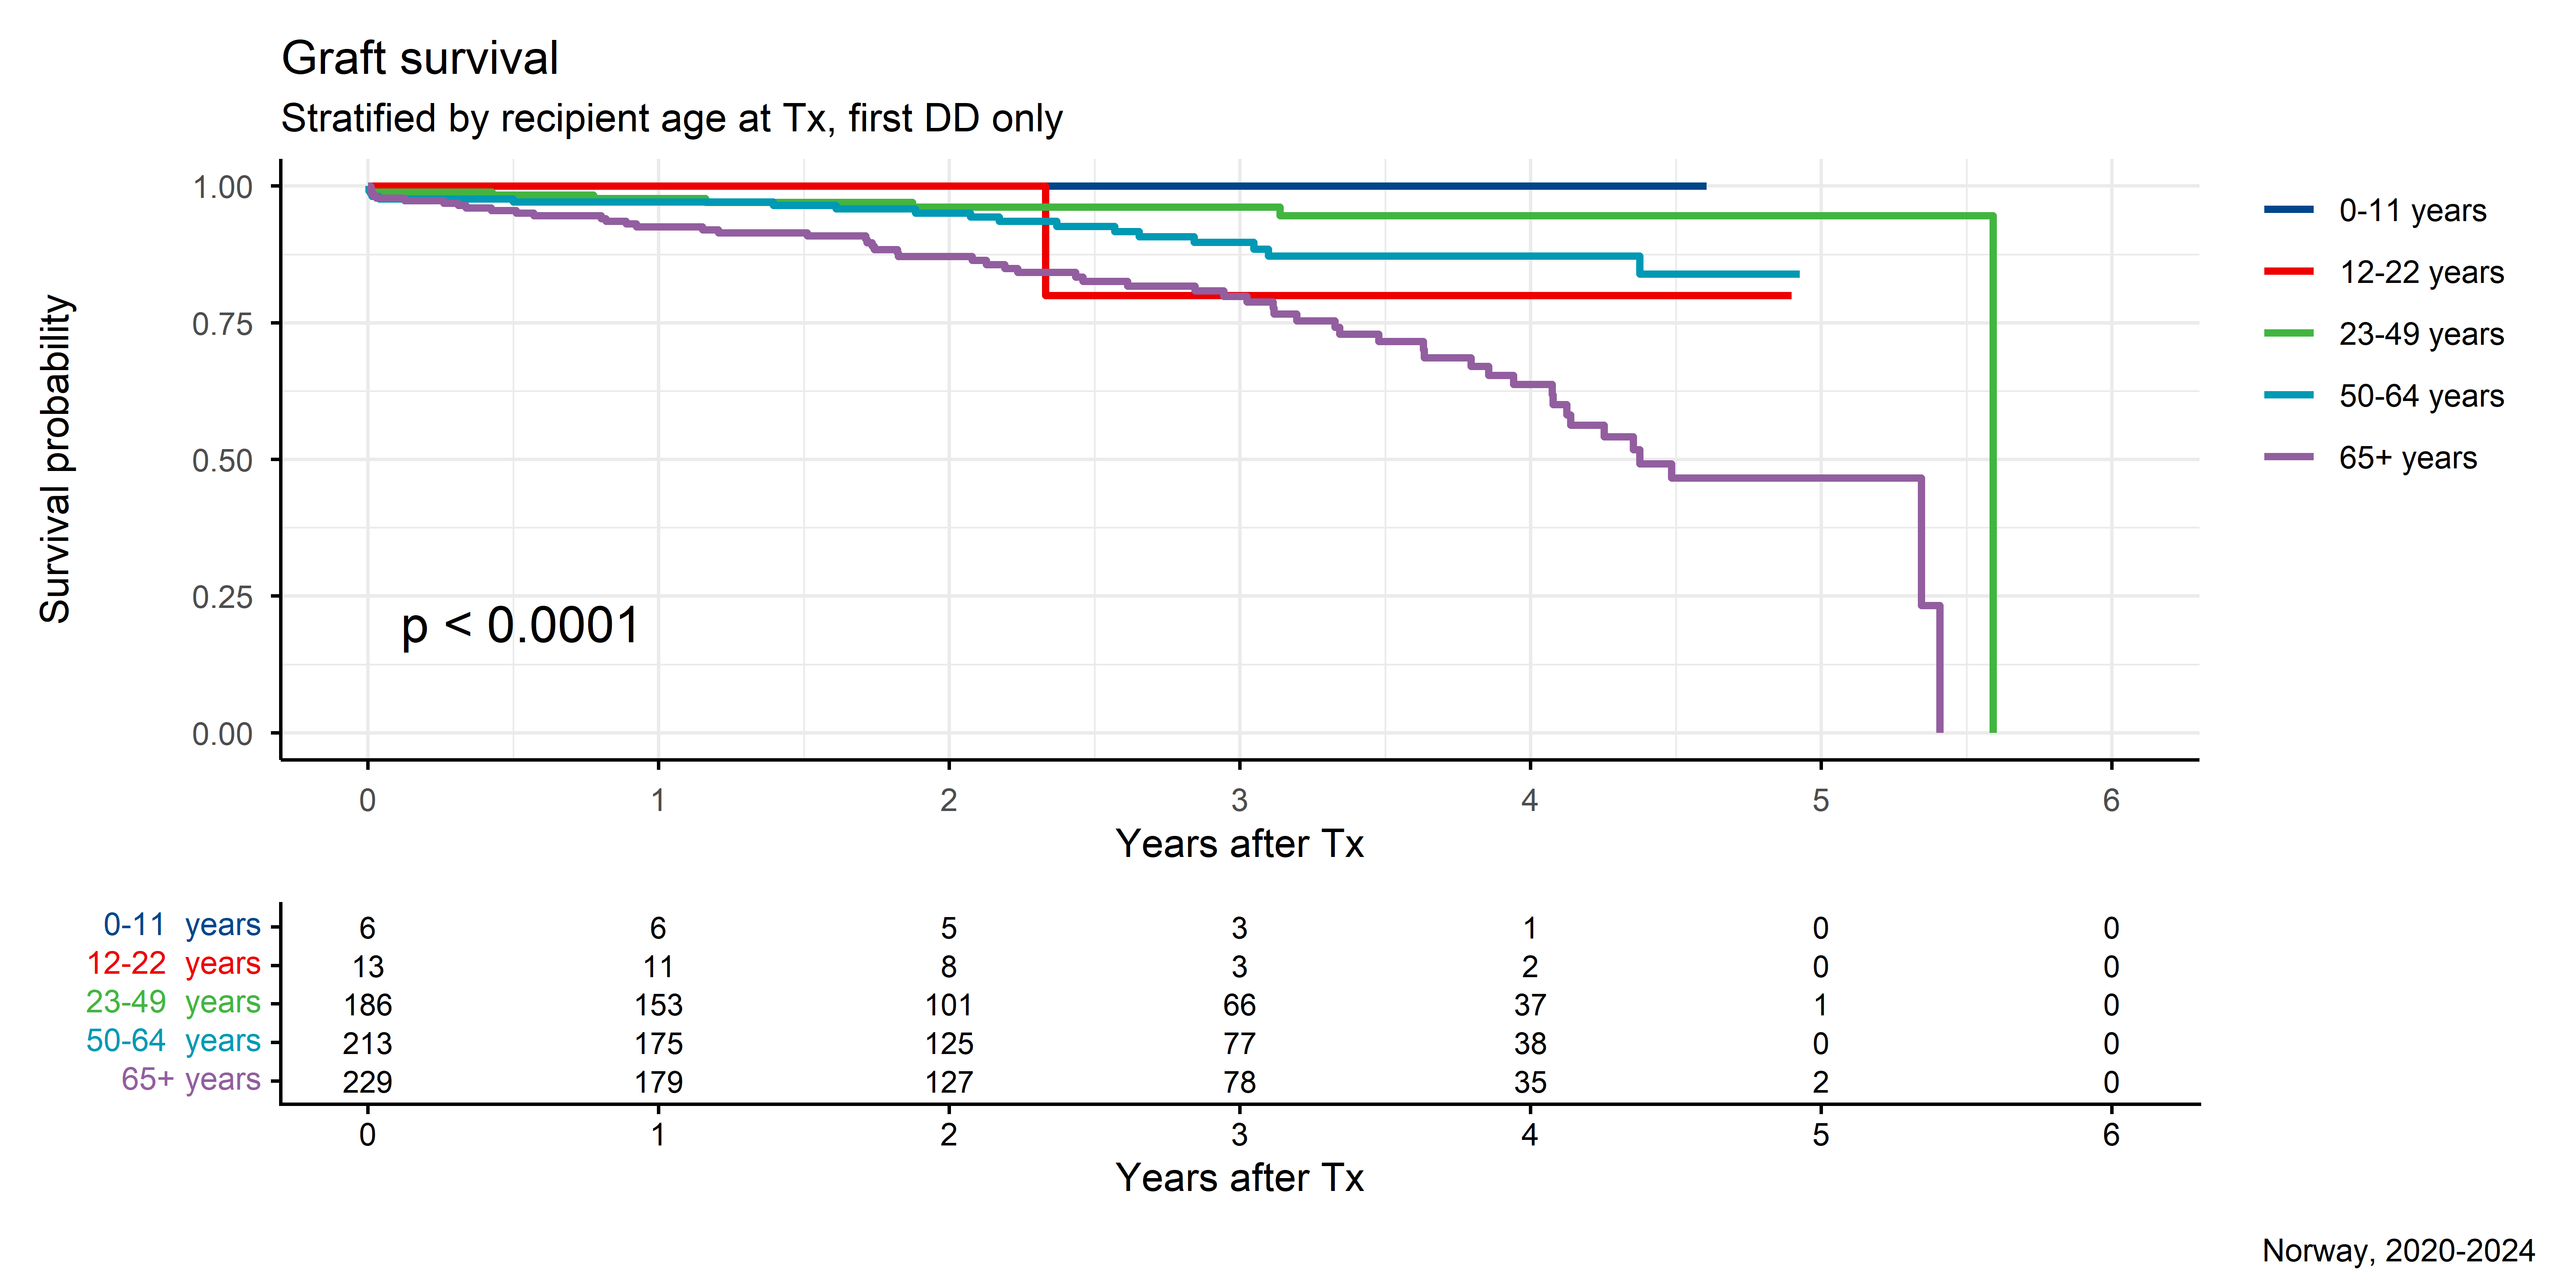 Graft survival
Stratified by recipient age at Tx, first DD only
Survival probability
1.00
0.75
0.50
0.25
0.00
p < 0.0001
0 1 2 3 4 5 6
Years after Tx
0-11 years
12-22 years
23-49 years
50-64 years
65+ years
0-11 years 6 6 5 3 1 0 0
12-22 years 13 11 8 3 2 0 0
23-49 years 186 153 101 66 37 1 0
50-64 years 213 175 125 77 38 0 0
65+ years 229 179 127 78 35 2 0
0 1 2 3 4 5 6
Years after Tx
Norway, 2020-2024